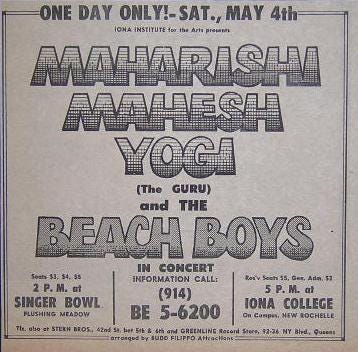 ONE DAY ONLY!-SAT., MAY 4th
IONA INSTITUTE for the Arts presents
MAHARISHI
MAHESH
YOGI
(The GURU)
and THE
BEACH BOYS
IN CONCERT
INFORMATION CALL:
(914)
BE 5-6200
Seats $3, $4, $5
2 P.M. at
SINGER BOWL
FLUSHING MEADOW
Res'v Seats $5, Gen. Adm. $3
5 P.M. at
IONA COLLEGE
On Campus, NEW ROCHELLE
Tix. also at STERN BROS., 42nd St. bet 5th & 6th and GREENLINE Record Store, 92-36 NY Blvd., Queens
arranged by BUDD FILIPPO Attractions